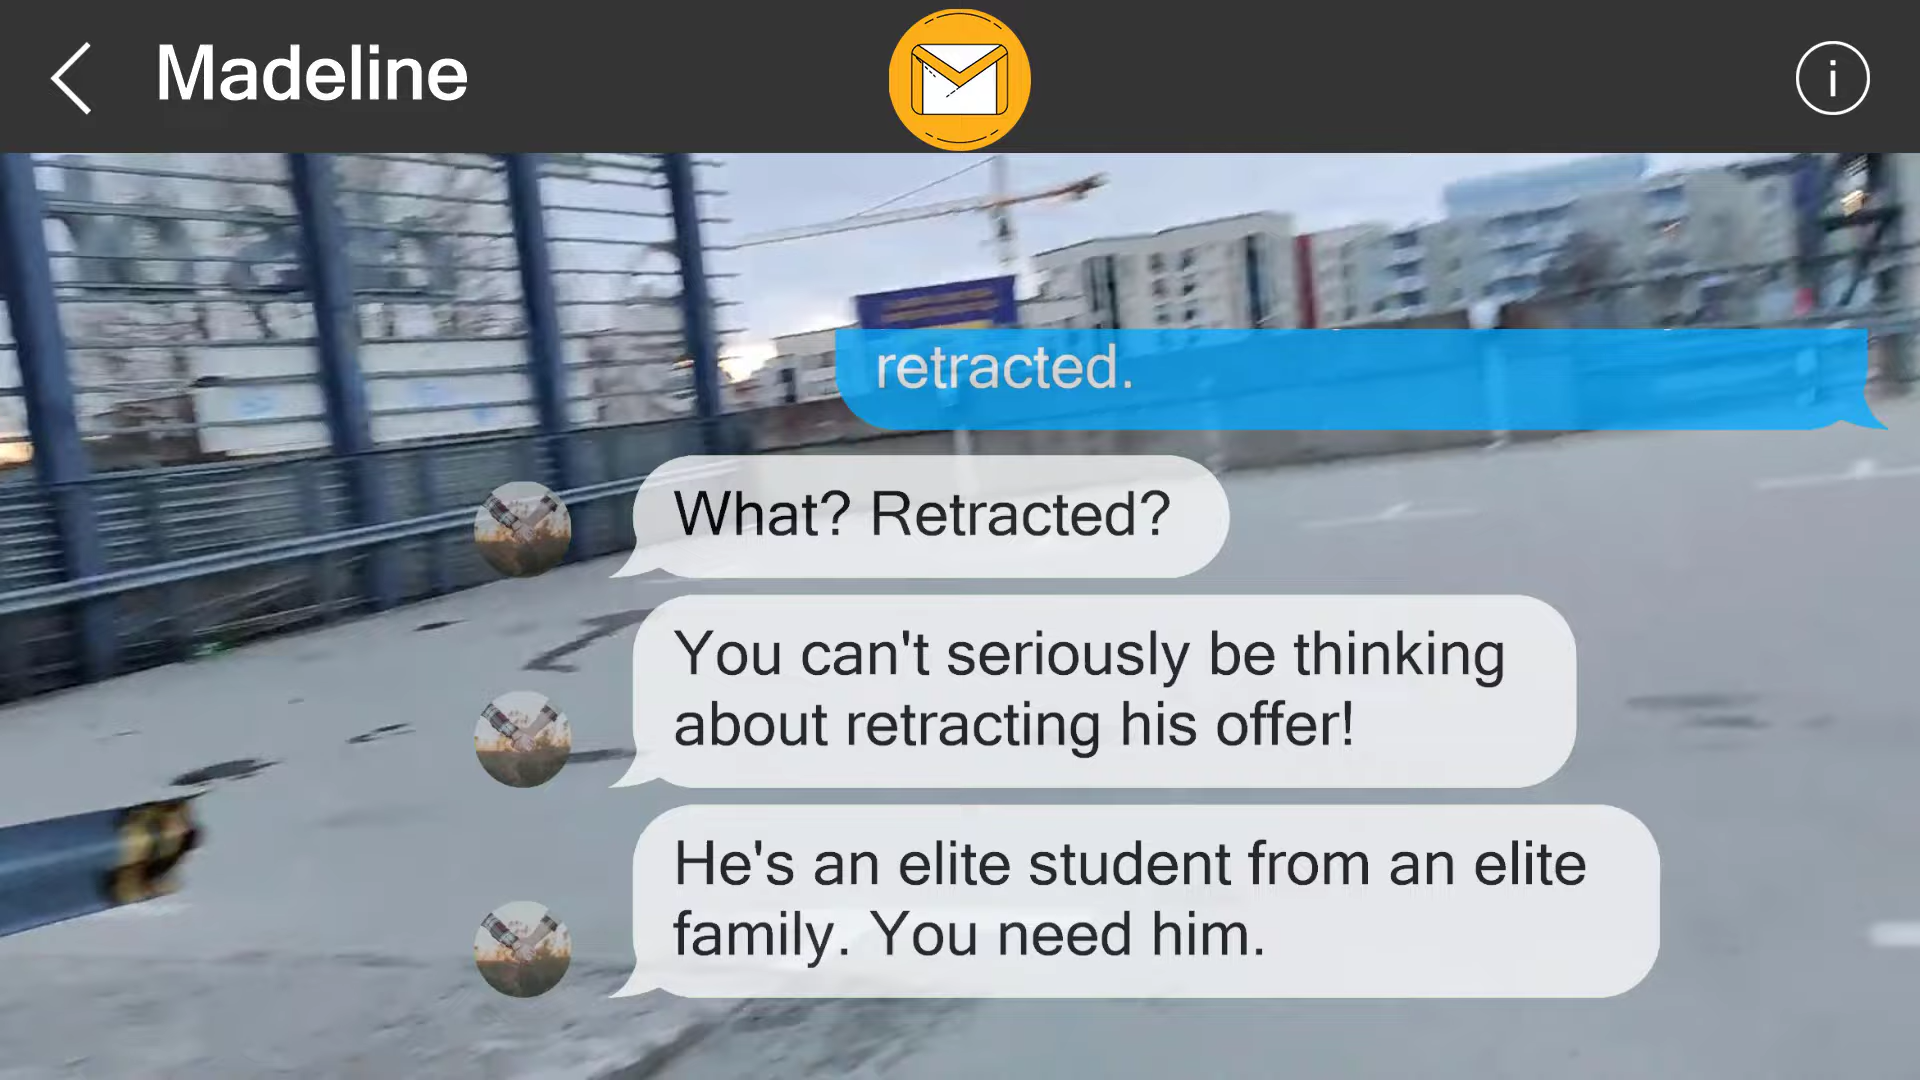 Madeline
retracted.
What? Retracted?
You can't seriously be thinking
about retracting his offer!
He's an elite student from an elite
family. You need him.